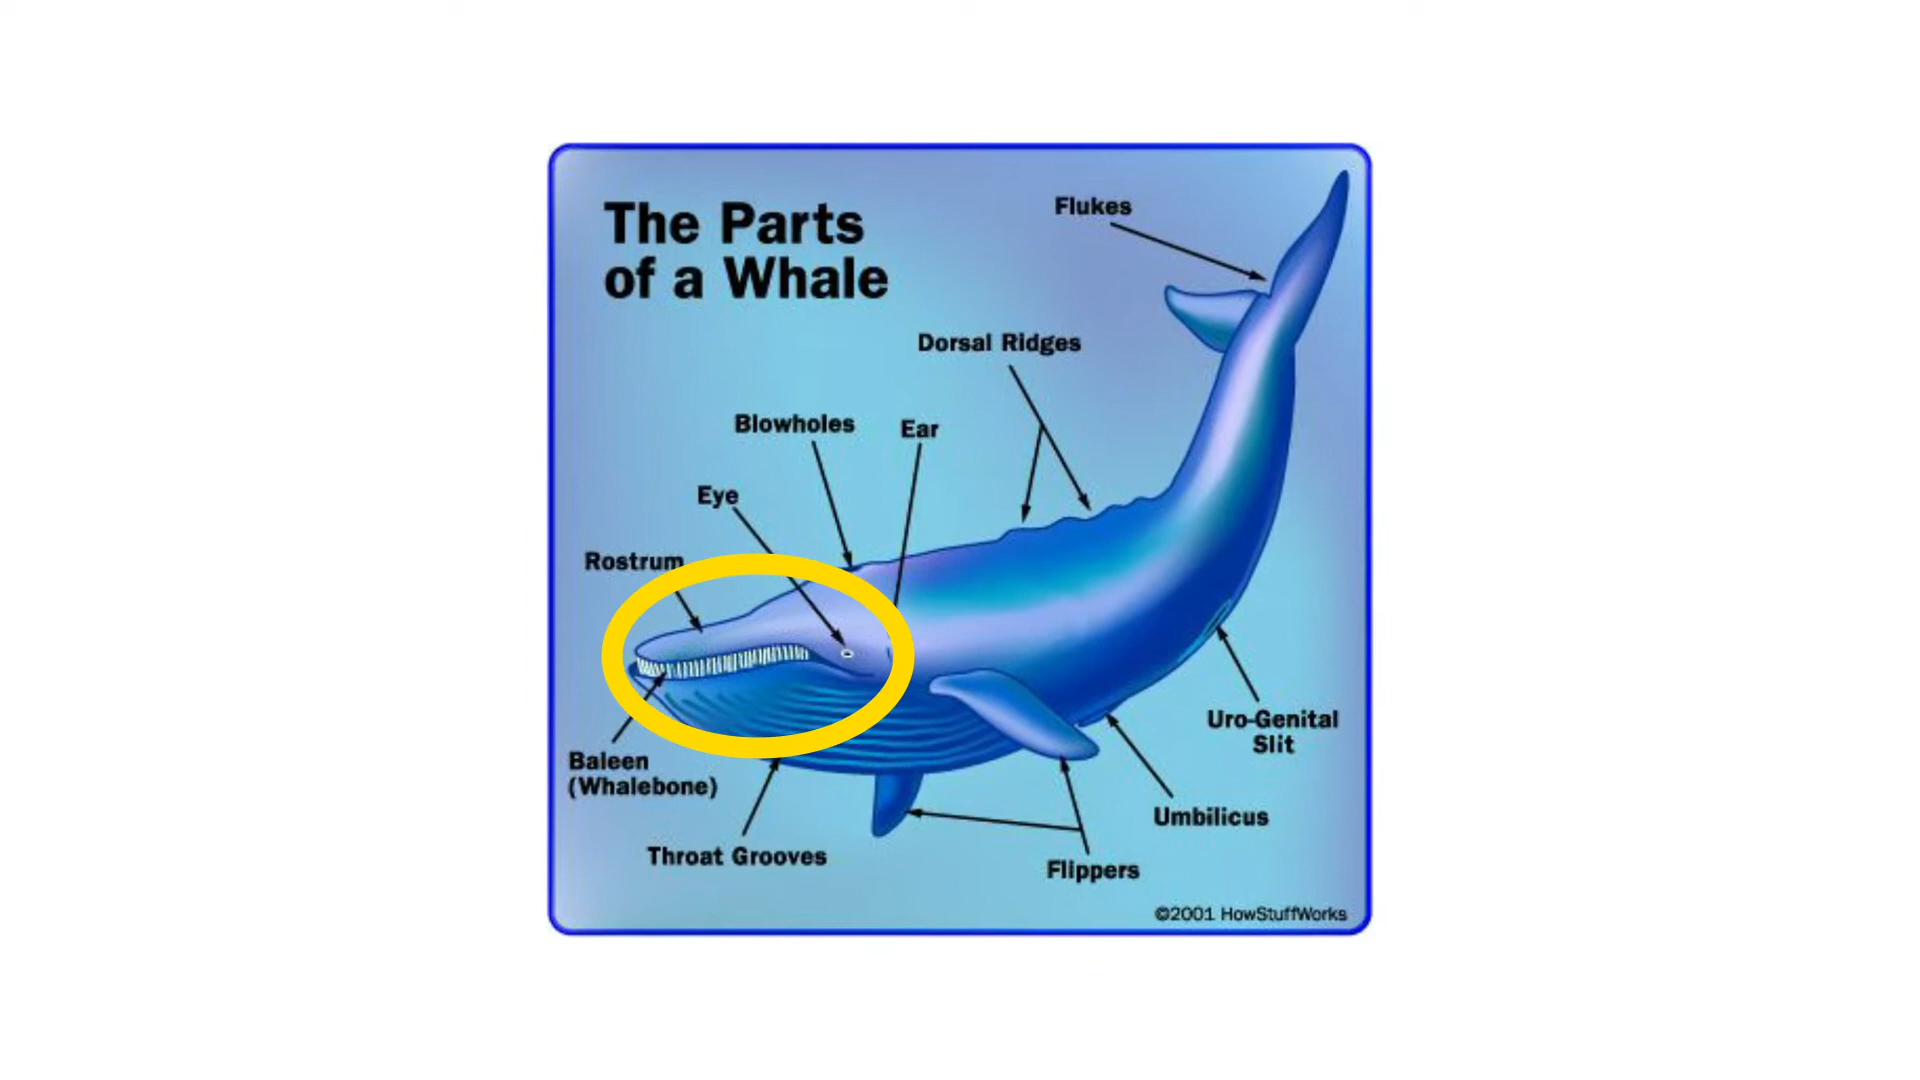 The Parts
of a Whale
Flukes
Dorsal Ridges
Blowholes
Ear
Eye
Rostrum
Baleen
(Whalebone)
Throat Grooves
Flippers
Umbilicus
Uro-Genital
Slit
©2001 HowStuffWorks